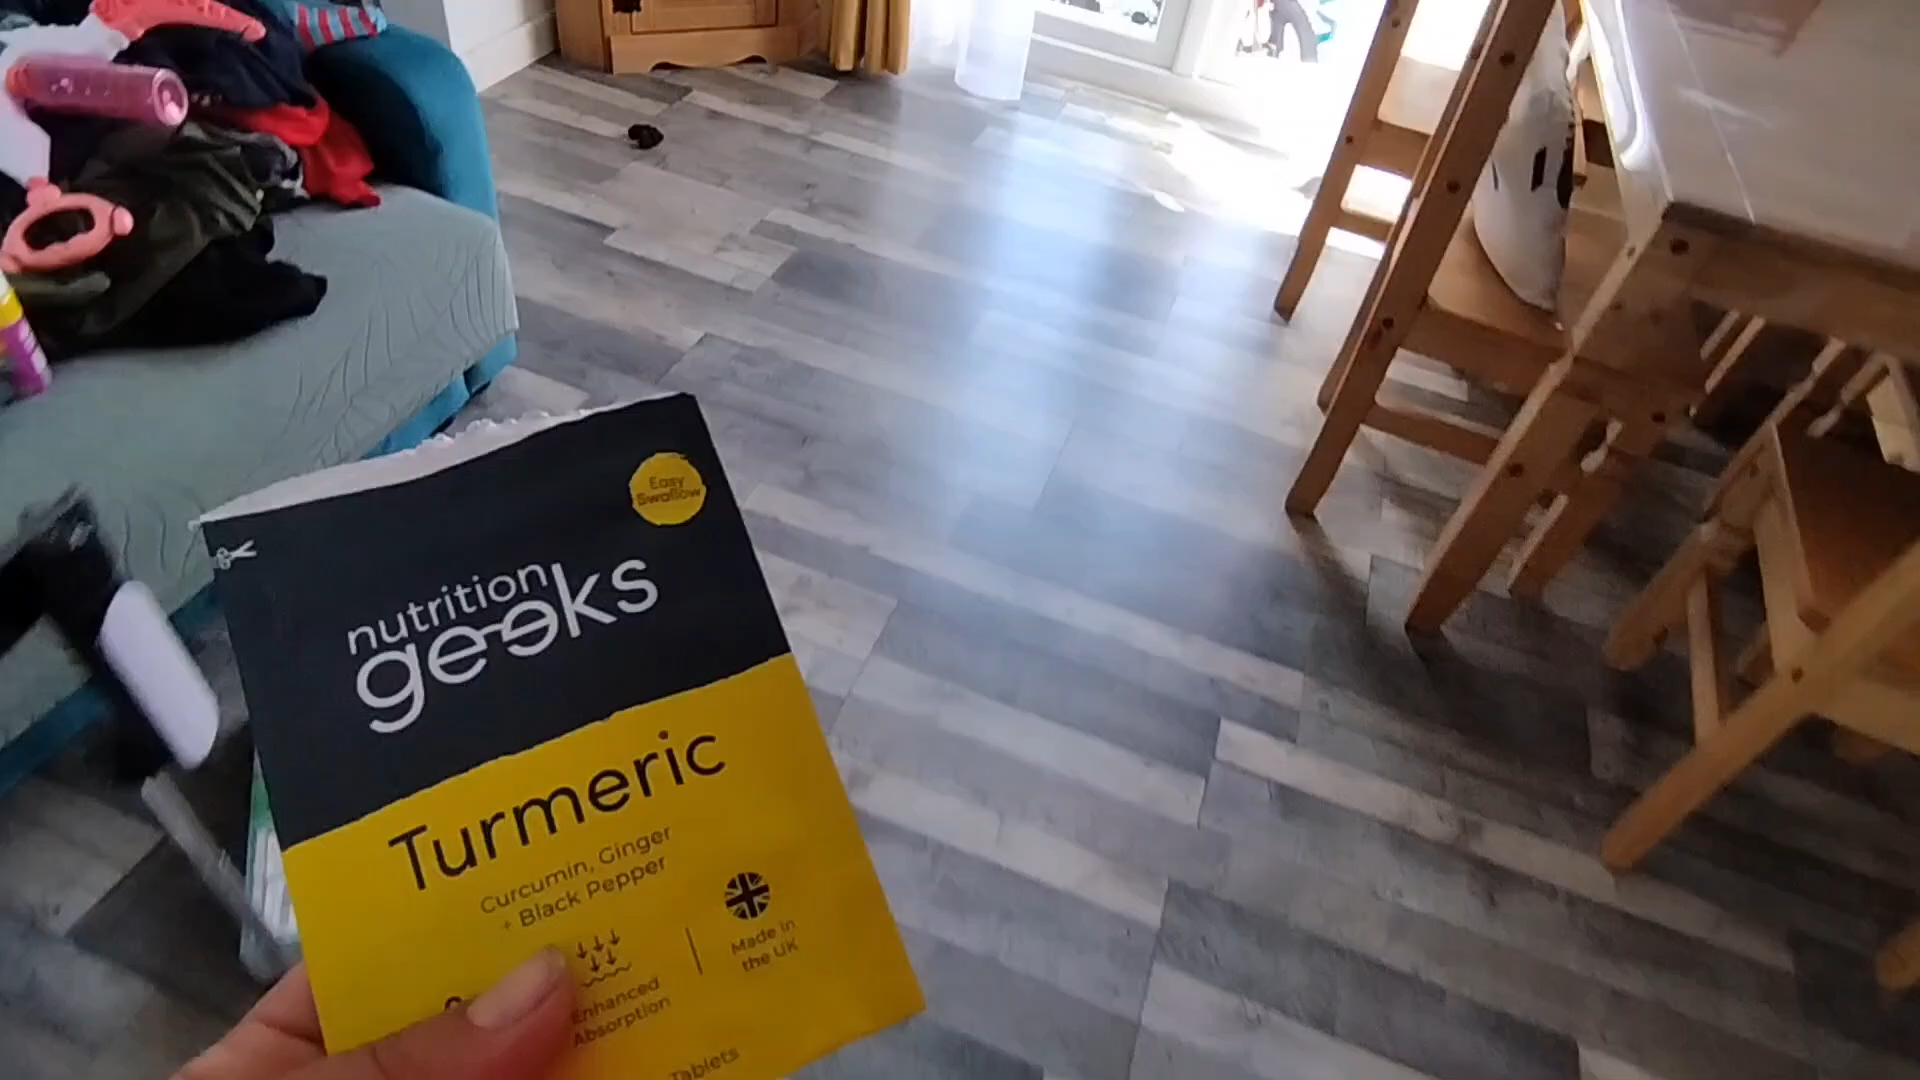 Easy
Swallow
nutrition
geeks
Turmeric
Curcumin, Ginger
+ Black Pepper
Enhanced
Absorption
Made in
the UK
Tablets